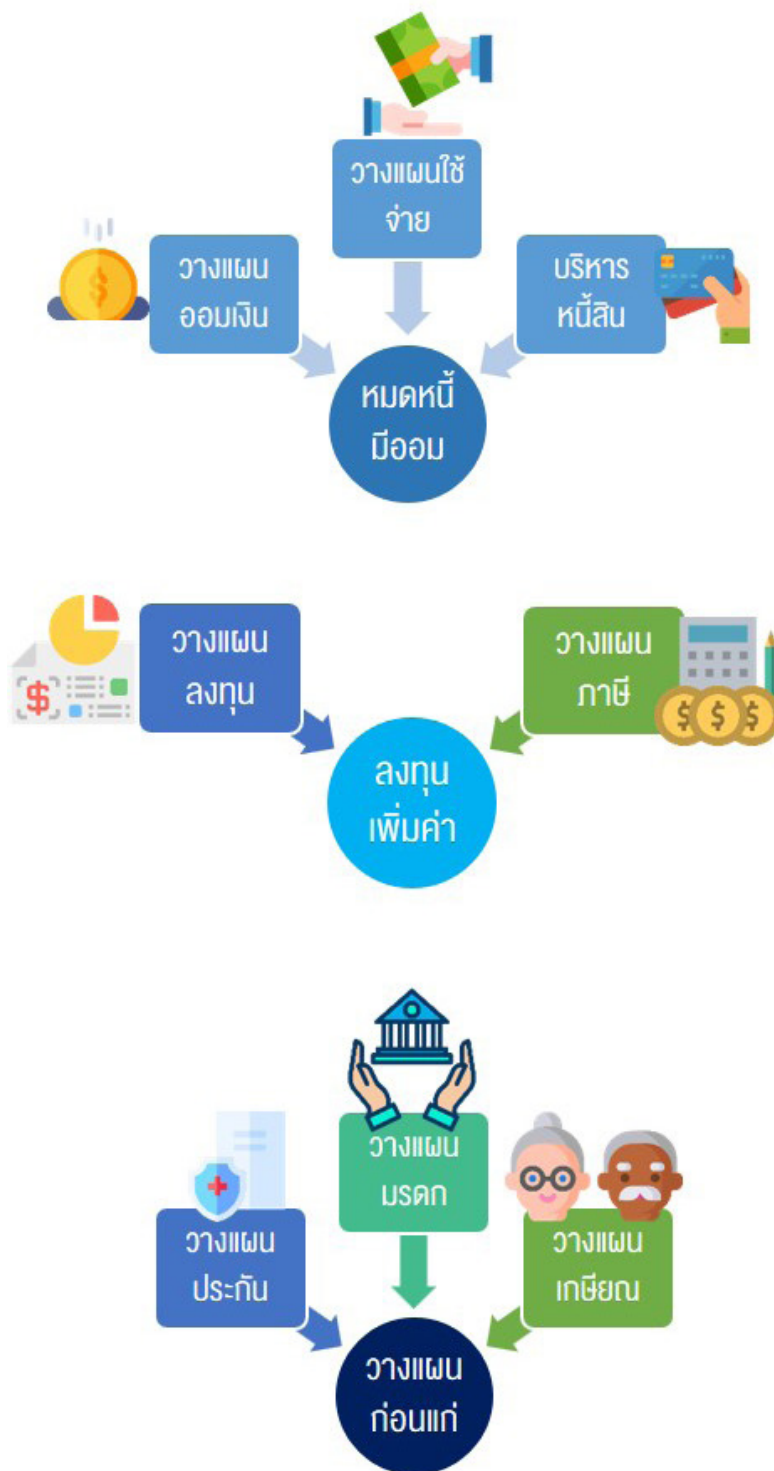 วางแผนใช้
จ่าย
วางแผน
ออมเงิน
บริหาร
หนี้สิน
หมดหนี้
มีออม
วางแผน
ลงทุน
วางแผน
ภาษี
ลงทุน
เพิ่มค่า
วางแผน
มรดก
วางแผน
ประกัน
วางแผน
เกษียณ
วางแผน
ก่อนแก่